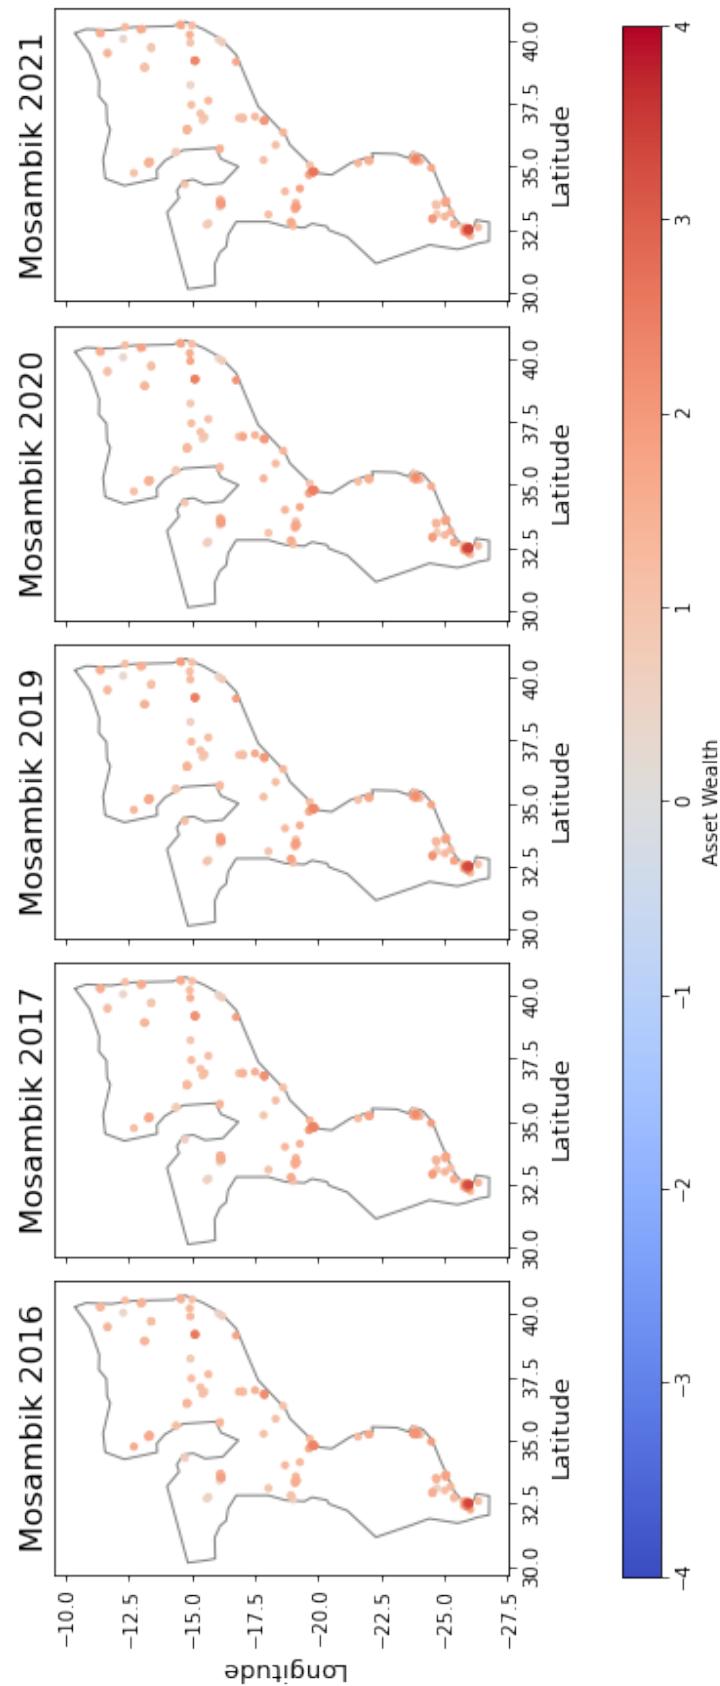 Mosambik 2016 Mosambik 2017 Mosambik 2019 Mosambik 2020 Mosambik 2021
−10.0
−12.5
−15.0
−17.5
−20.0
−22.5
−25.0
−27.5
Longitude
30.0 32.5 35.0 37.5 40.0 30.0 32.5 35.0 37.5 40.0 30.0 32.5 35.0 37.5 40.0 30.0 32.5 35.0 37.5 40.0 30.0 32.5 35.0 37.5 40.0
Latitude Latitude Latitude Latitude Latitude
−4 −3 −2 −1 0 1 2 3 4
Asset Wealth